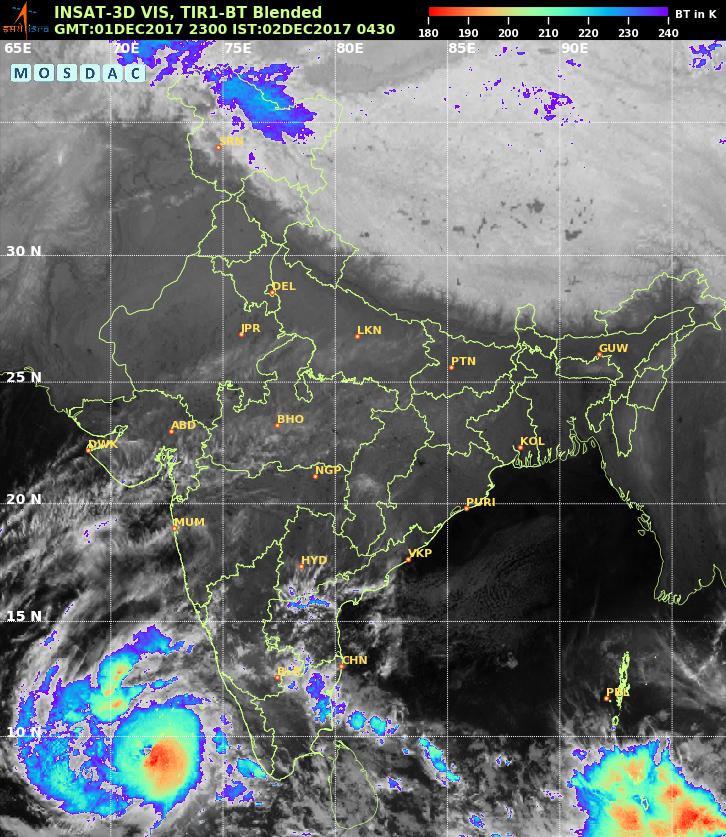 INSAT-3D VIS, TIR1-BT Blended
GMT:01DEC2017 2300 IST:02DEC2017 0430
BT in K
180 190 200 210 220 230 240
65E 70E 75E 80E 85E 90E
M O S D A C
SRN
30 N
DEL
JPR
LKN
GUW
PTN
25 N
BHO
ABD
DWK
KOL
NGP
20 N
PURI
MUM
VKP
HYD
15 N
CHN
PBL
10 N